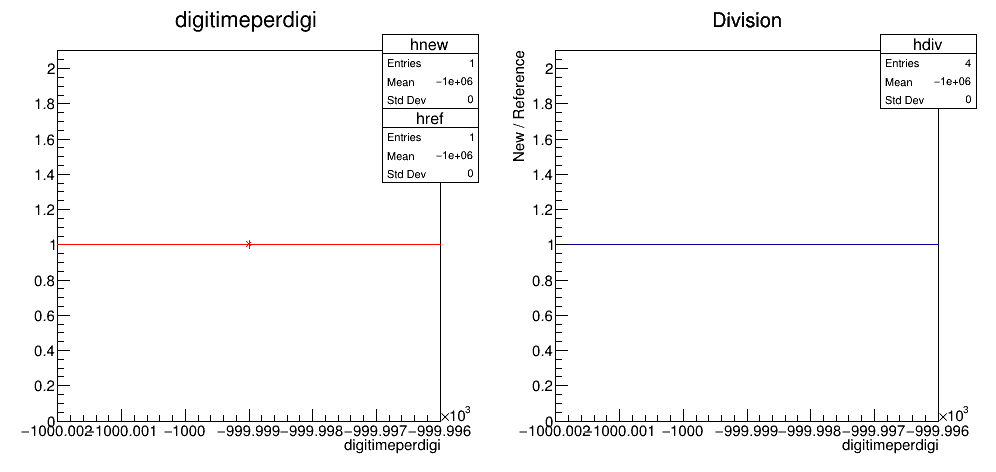 digitimeperdigi
hnew
Entries 1
Mean −1e+06
Std Dev 0
href
Entries 1
Mean −1e+06
Std Dev 0
2
1.8
1.6
1.4
1.2
1
0.8
0.6
0.4
0.2
0
−1000.002 −1000.001 −1000 −999.999 −999.998 −999.997 −999.996
×10³
digitimeperdigi
Division
hdiv
Entries 4
Mean −1e+06
Std Dev 0
New / Reference
2
1.8
1.6
1.4
1.2
1
0.8
0.6
0.4
0.2
0
−1000.002 −1000.001 −1000 −999.999 −999.998 −999.997 −999.996
×10³
digitimeperdigi